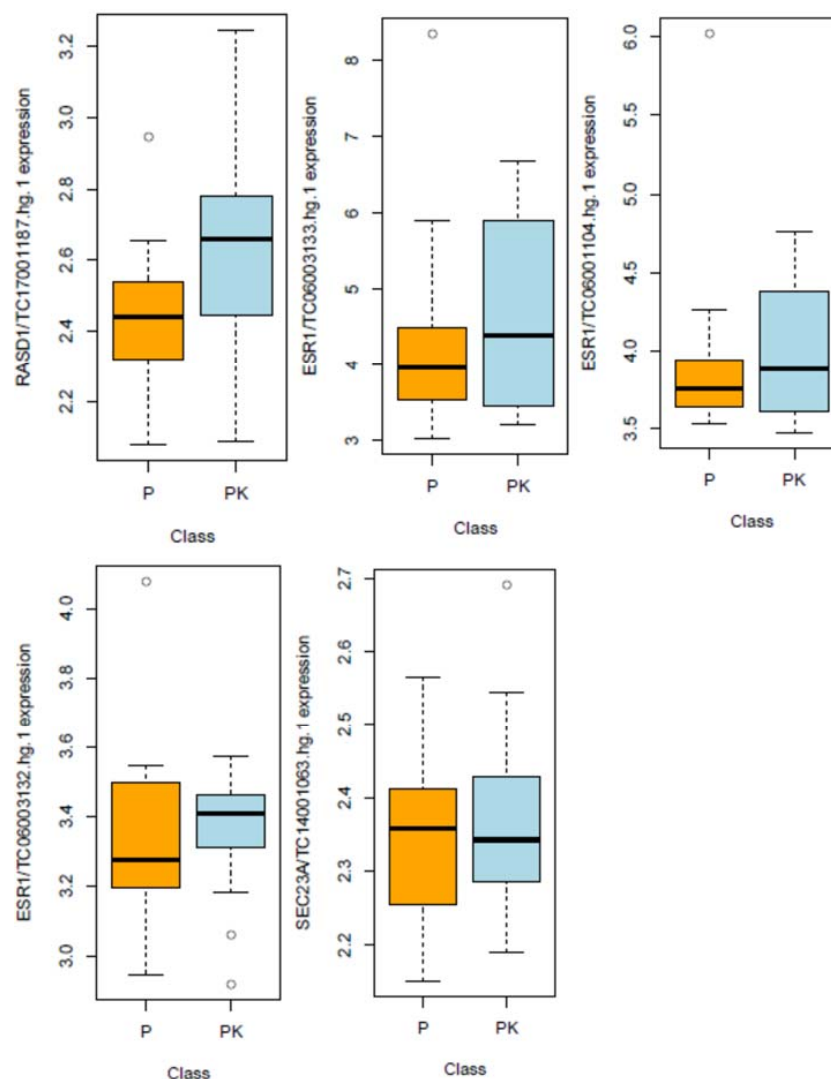 RASD1/TC17001187.hg.1 expression
3.2
3.0
2.8
2.6
2.4
2.2
P PK
Class
ESR1/TC06003133.hg.1 expression
8
7
6
5
4
3
P PK
Class
ESR1/TC06001104.hg.1 expression
6.0
5.5
5.0
4.5
4.0
3.5
P PK
Class
ESR1/TC06003132.hg.1 expression
4.0
3.8
3.6
3.4
3.2
3.0
P PK
Class
SEC23A/TC14001063.hg.1 expression
2.7
2.6
2.5
2.4
2.3
2.2
P PK
Class